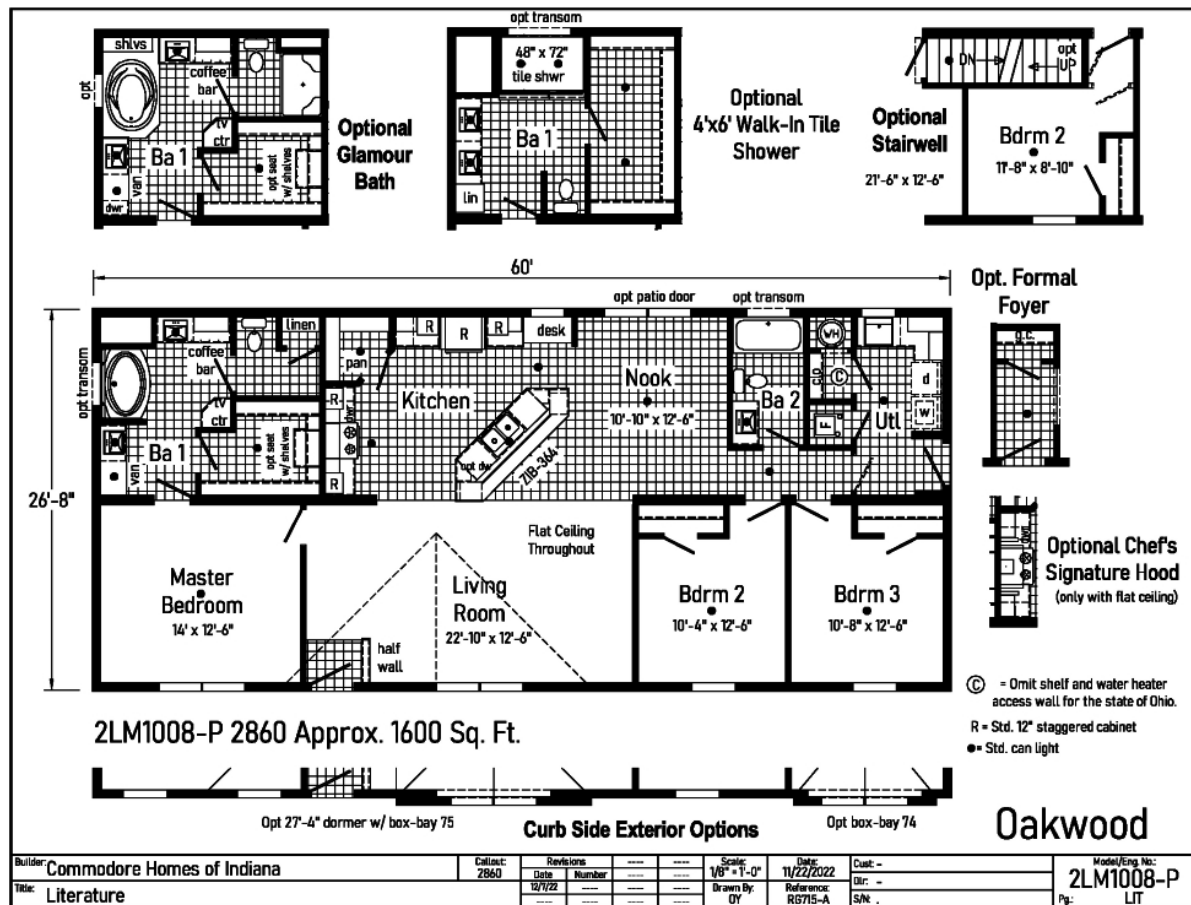 shlvs
coffee
bar
opt
tv
ctr
Ba 1
van
dwr
opt seat
w/ shelves
Optional
Glamour
Bath
opt transom
48" x 72"
tile shwr
Ba 1
lin
Optional
4'x6' Walk-In Tile
Shower
Optional
Stairwell
21'-6" x 12'-6"
DN
opt
UP
Bdrm 2
11'-8" x 8'-10"
60'
26'-8"
opt patio door
opt transom
opt transom
linen
coffee
bar
tv
ctr
Ba 1
van
opt seat
w/ shelves
pan
R
R
R
desk
Kitchen
R
dwr
R
opt dw
ZIB-364
Nook
10'-10" x 12'-6"
Ba 2
WH
clo
C
F
Utl
d
w
Opt. Formal
Foyer
g.c.
Master
Bedroom
14' x 12'-6"
Flat Ceiling
Throughout
Living
Room
22'-10" x 12'-6"
half
wall
Bdrm 2
10'-4" x 12'-6"
Bdrm 3
10'-8" x 12'-6"
Optional Chef's
Signature Hood
(only with flat ceiling)
C = Omit shelf and water heater
access wall for the state of Ohio.
R = Std. 12" staggered cabinet
●= Std. can light
2LM1008-P 2860 Approx. 1600 Sq. Ft.
Opt 27'-4" dormer w/ box-bay 75
Curb Side Exterior Options
Opt box-bay 74
Oakwood
Builder: Commodore Homes of Indiana
Title: Literature
Callout:
2860
Revisions
Date Number
12/7/22
Scale:
1/8" = 1'-0"
Drawn By:
OY
Date:
11/22/2022
Reference:
RG715-A
Cust: -
Dlr: -
S/N: .
Model/Eng. No.:
2LM1008-P
Pg.: LIT